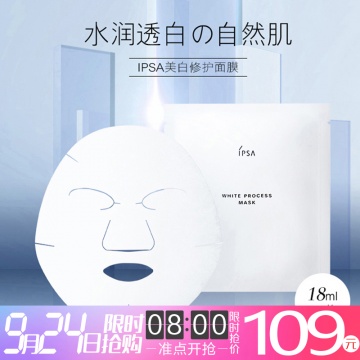 水润透白の自然肌
IPSA美白修护面膜
IPSA
WHITE PROCESS
MASK
18ml
9月24日 限时抢购
08:00
准点开抢
限时抢价
109元